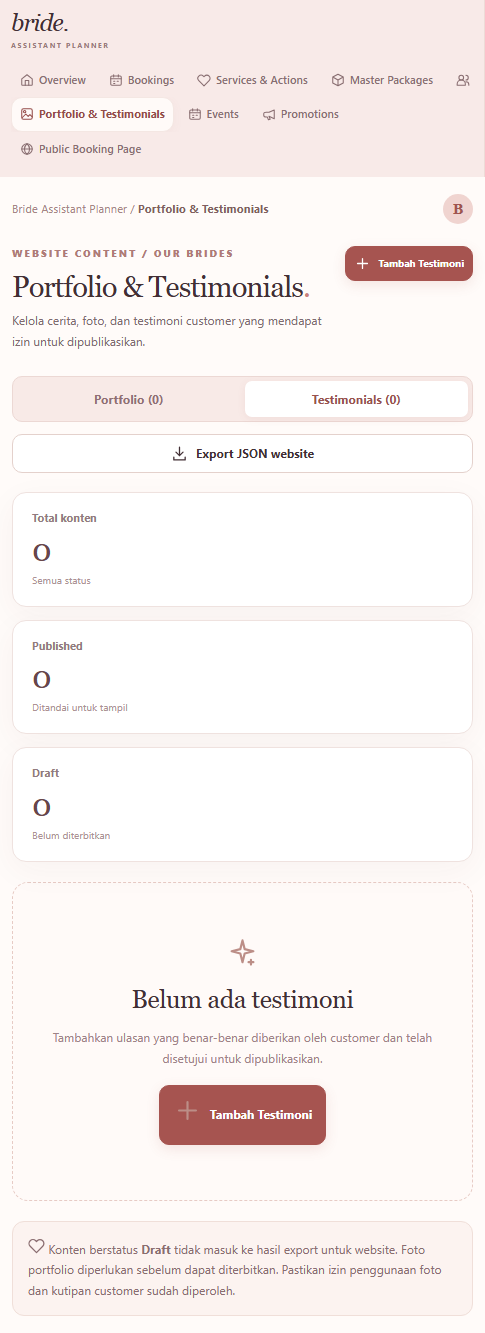 bride.
ASSISTANT PLANNER
Overview Bookings Services & Actions Master Packages
Portfolio & Testimonials Events Promotions
Public Booking Page
Bride Assistant Planner / Portfolio & Testimonials
B
WEBSITE CONTENT / OUR BRIDES
Tambah Testimoni
Portfolio & Testimonials.
Kelola cerita, foto, dan testimoni customer yang mendapat
izin untuk dipublikasikan.
Portfolio (0) Testimonials (0)
Export JSON website
Total konten
0
Semua status
Published
0
Ditandai untuk tampil
Draft
0
Belum diterbitkan
Belum ada testimoni
Tambahkan ulasan yang benar-benar diberikan oleh customer dan telah
disetujui untuk dipublikasikan.
Tambah Testimoni
Konten berstatus Draft tidak masuk ke hasil export untuk website. Foto
portfolio diperlukan sebelum dapat diterbitkan. Pastikan izin penggunaan foto
dan kutipan customer sudah diperoleh.